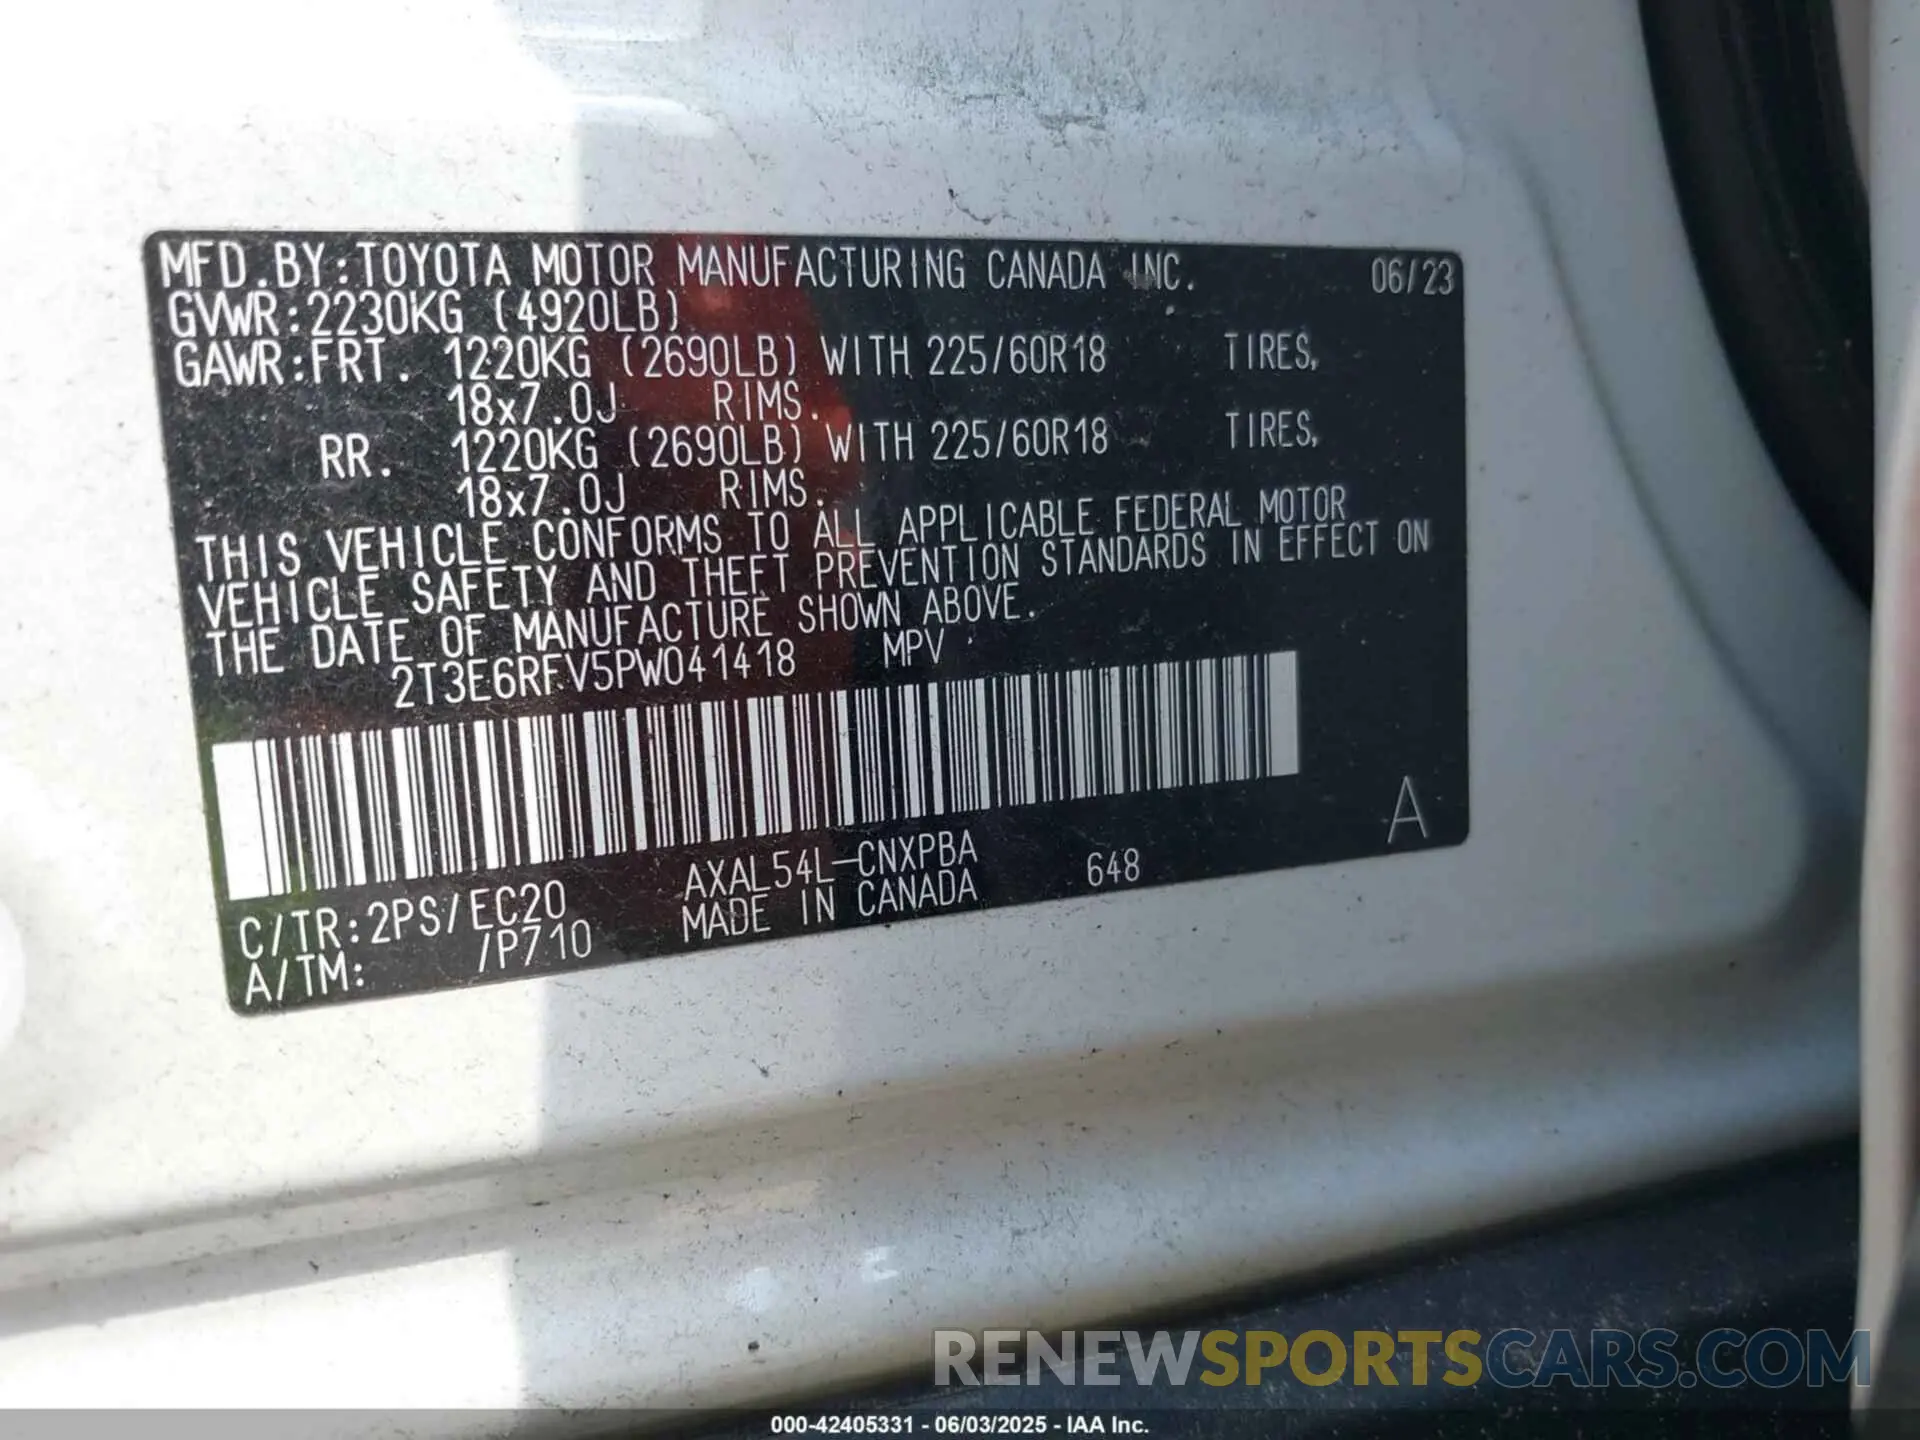 MFD.BY:TOYOTA MOTOR MANUFACTURING CANADA INC. 06/23
GVWR:2230KG (4920LB)
GAWR:FRT. 1220KG (2690LB) WITH 225/60R18 TIRES,
18x7.0J RIMS.
RR. 1220KG (2690LB) WITH 225/60R18 TIRES,
18x7.0J RIMS.
THIS VEHICLE CONFORMS TO ALL APPLICABLE FEDERAL MOTOR
VEHICLE SAFETY AND THEFT PREVENTION STANDARDS IN EFFECT ON
THE DATE OF MANUFACTURE SHOWN ABOVE.
2T3E6RFV5PW041418 MPV
A
AXAL54L-CNXPBA 648
C/TR:2PS/EC20 MADE IN CANADA
A/TM: /P710
RENEWSPORTSCARS.COM
000-42405331 - 06/03/2025 - IAA Inc.